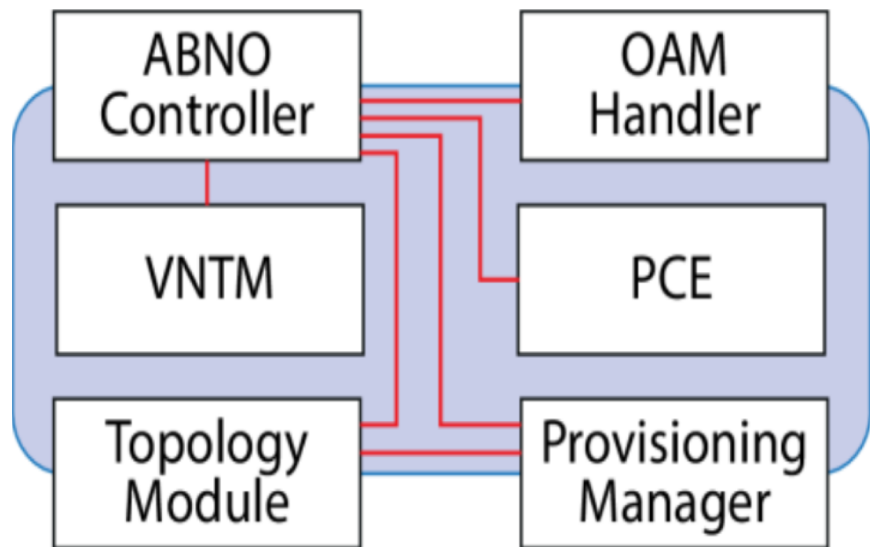 ABNO
Controller
OAM
Handler
VNTM
PCE
Topology
Module
Provisioning
Manager